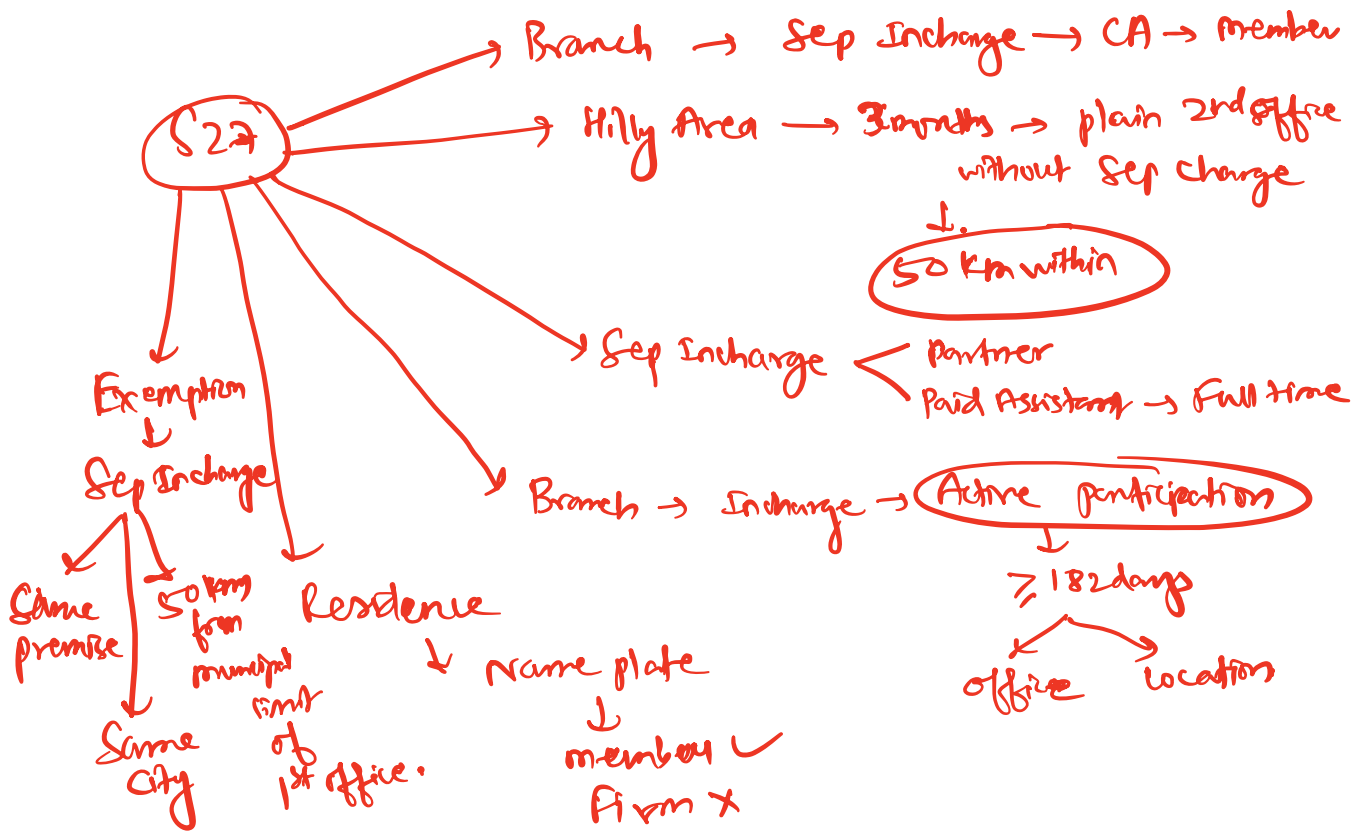 S27
Branch → Sep Incharge → CA → member
Hilly Area → 3 months → plain 2nd office
without Sep Charge
50 km within
Sep Incharge
Partner
Paid Assistant → Full time
Branch → Incharge → Active participation
≥ 182 days
office
location
Exemption
Sep Incharge
Same
premise
Same
City
50 km
from
municipal
limit
of
1st office.
Residence
Name plate
member ✓
Firm ×